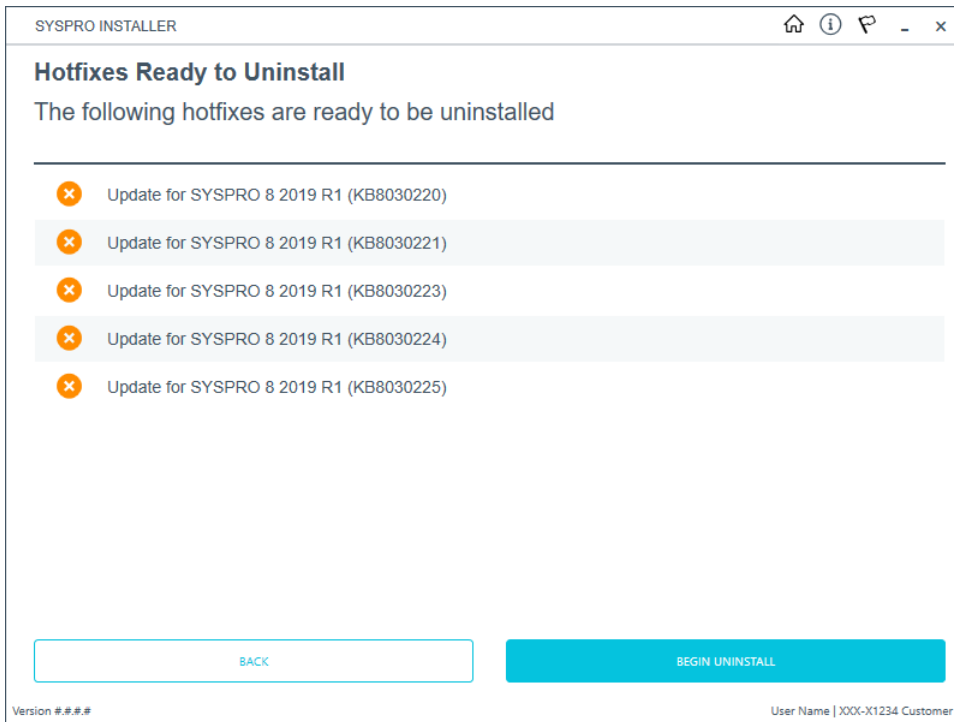 SYSPRO INSTALLER
Hotfixes Ready to Uninstall
The following hotfixes are ready to be uninstalled
Update for SYSPRO 8 2019 R1 (KB8030220)
Update for SYSPRO 8 2019 R1 (KB8030221)
Update for SYSPRO 8 2019 R1 (KB8030223)
Update for SYSPRO 8 2019 R1 (KB8030224)
Update for SYSPRO 8 2019 R1 (KB8030225)
BACK
BEGIN UNINSTALL
Version #.#.#.#
User Name | XXX-X1234 Customer